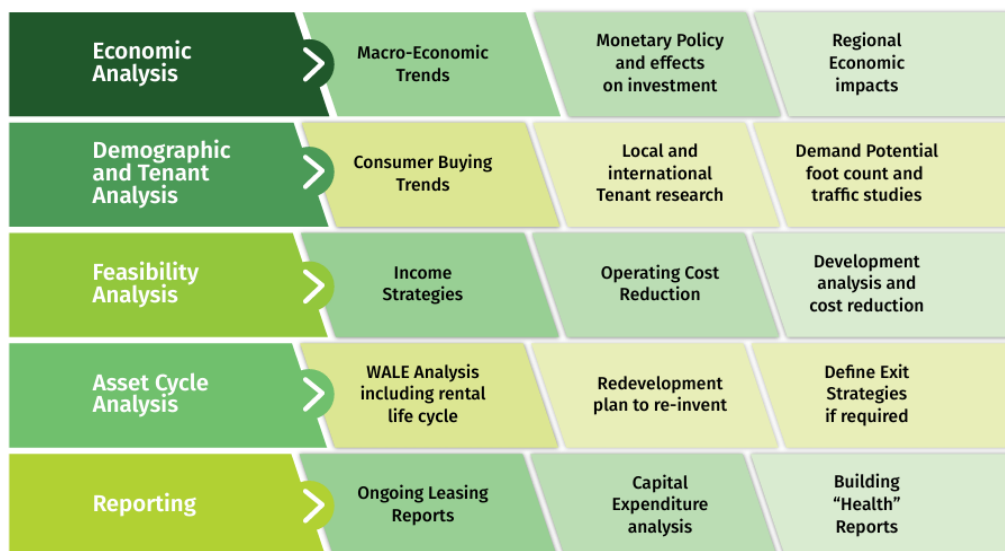 Economic
Analysis
Macro-Economic
Trends
Monetary Policy
and effects
on investment
Regional
Economic
impacts
Demographic
and Tenant
Analysis
Consumer Buying
Trends
Local and
international
Tenant research
Demand Potential
foot count and
traffic studies
Feasibility
Analysis
Income
Strategies
Operating Cost
Reduction
Development
analysis and
cost reduction
Asset Cycle
Analysis
WALE Analysis
including rental
life cycle
Redevelopment
plan to re-invent
Define Exit
Strategies
if required
Reporting
Ongoing Leasing
Reports
Capital
Expenditure
analysis
Building
“Health”
Reports